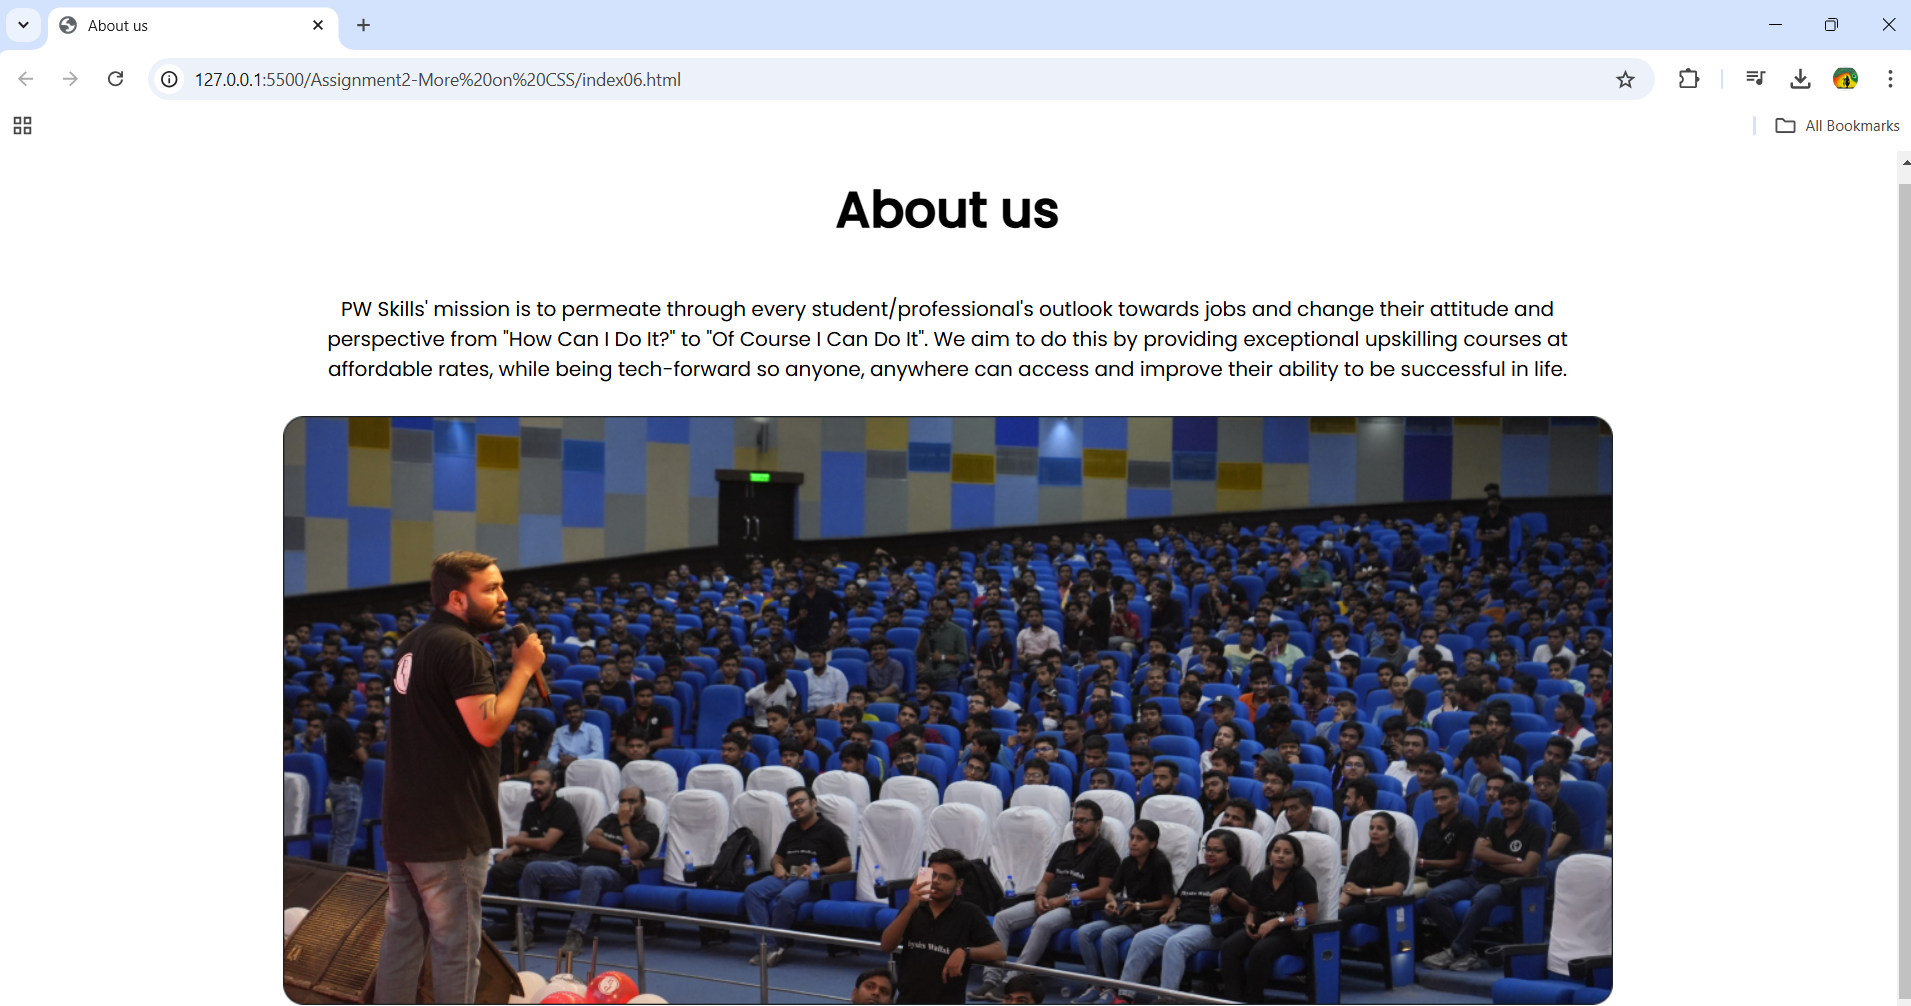 About us
127.0.0.1:5500/Assignment2-More%20on%20CSS/index06.html
All Bookmarks
About us
PW Skills' mission is to permeate through every student/professional's outlook towards jobs and change their attitude and
perspective from "How Can I Do It?" to "Of Course I Can Do It". We aim to do this by providing exceptional upskilling courses at
affordable rates, while being tech-forward so anyone, anywhere can access and improve their ability to be successful in life.